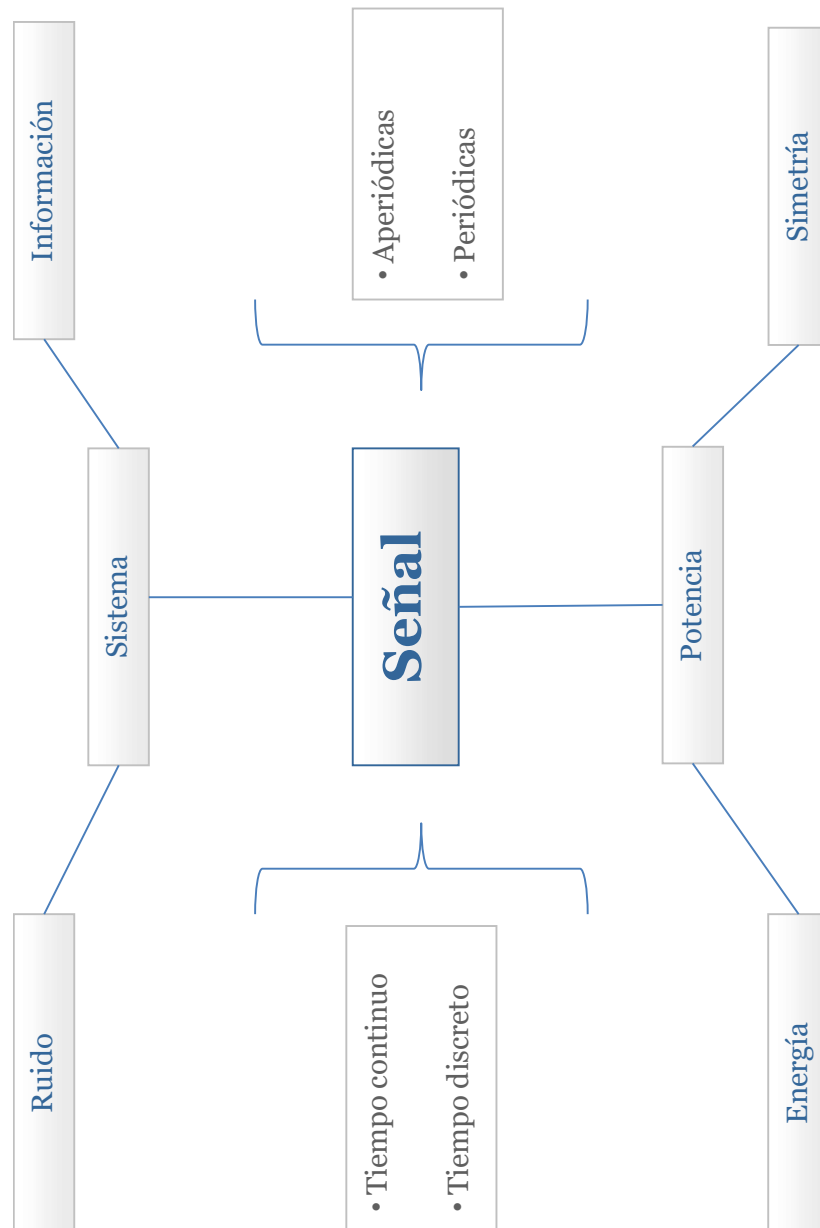 Ruido
Información
Sistema
• Tiempo continuo
• Tiempo discreto
Señal
• Aperiódicas
• Periódicas
Potencia
Energía
Simetría